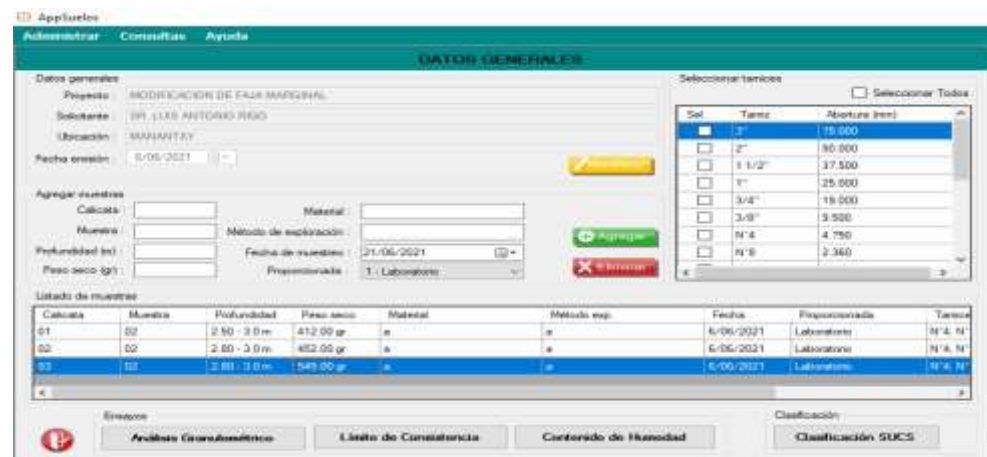 AppSuelos
Administrar Consultas Ayuda
DATOS GENERALES
Datos generales
Proyecto : MODIFICACION DE FAJA MARGINAL
Solicitante : DR. LUIS ANTONIO RIGO
Ubicación : MANANTAY
Fecha emisión : 6/06/2021
Seleccionar tamices
Seleccionar Todos
Sel. Tamiz Abertura (mm)
3" 75.000
2" 50.000
1 1/2" 37.500
1" 25.000
3/4" 19.000
3/8" 9.500
N°4 4.750
N°8 2.360
Agregar muestras
Calicata :
Muestra :
Profundidad (m) :
Peso seco (gr) :
Material :
Método de exploración :
Fecha de muestreo : 21/06/2021
Proporcionada : 1 - Laboratorio
Agregar
Eliminar
Listado de muestras
Calicata Muestra Profundidad Peso seco Material Método exp. Fecha Proporcionada Tamice
01 02 2.50 - 3.0 m 412.00 gr a a 6/06/2021 Laboratorio N°4, N°
02 02 2.80 - 3.0 m 452.00 gr a a 6/06/2021 Laboratorio N°4, N°
03 02 2.80 - 3.0 m 545.00 gr a a 6/06/2021 Laboratorio N°4, N°
Ensayos
Análisis Granulométrico Límite de Consistencia Contenido de Humedad
Clasificación
Clasificación SUCS